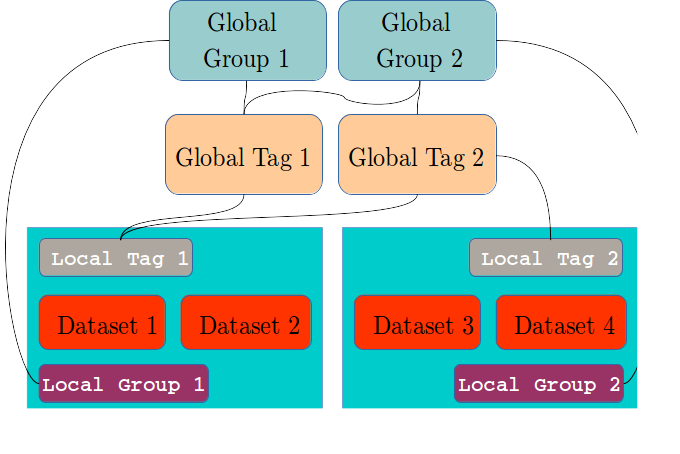 Global
Group 1
Global
Group 2
Global Tag 1
Global Tag 2
Local Tag 1
Local Tag 2
Dataset 1
Dataset 2
Dataset 3
Dataset 4
Local Group 1
Local Group 2